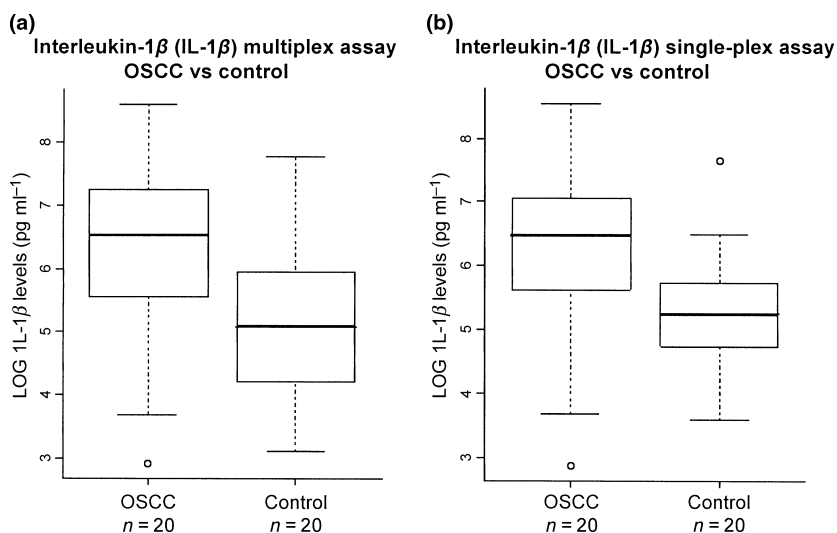 (a)
Interleukin-1β (IL-1β) multiplex assay
OSCC vs control
LOG 1L-1β levels (pg ml⁻¹)
8
7
6
5
4
3
OSCC
n = 20
Control
n = 20
(b)
Interleukin-1β (IL-1β) single-plex assay
OSCC vs control
LOG 1L-1β levels (pg ml⁻¹)
8
7
6
5
4
3
OSCC
n = 20
Control
n = 20